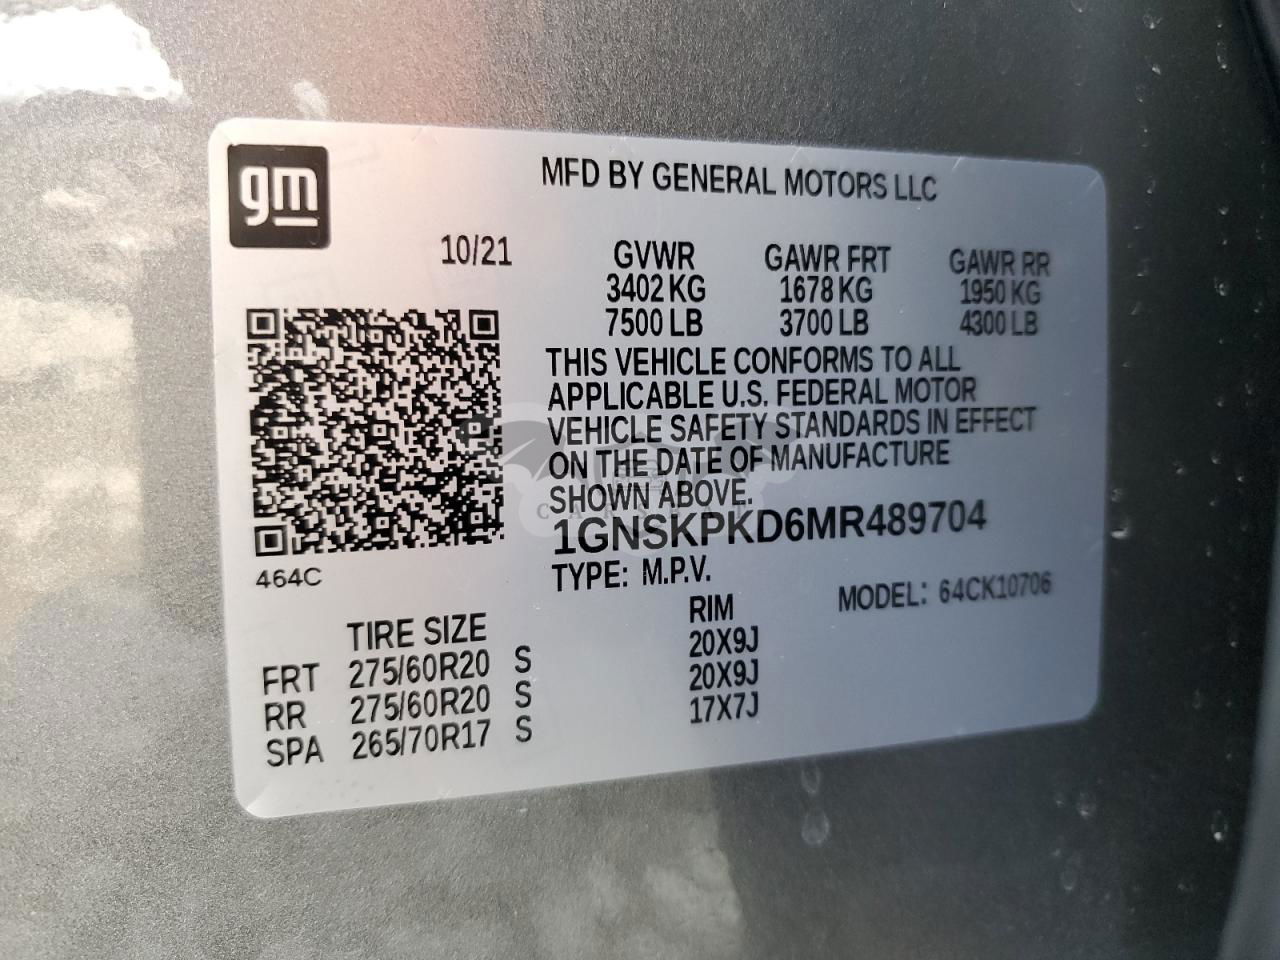 gm
MFD BY GENERAL MOTORS LLC
10/21
GVWR GAWR FRT GAWR RR
3402 KG 1678 KG 1950 KG
7500 LB 3700 LB 4300 LB
THIS VEHICLE CONFORMS TO ALL
APPLICABLE U.S. FEDERAL MOTOR
VEHICLE SAFETY STANDARDS IN EFFECT
ON THE DATE OF MANUFACTURE
SHOWN ABOVE.
1GNSKPKD6MR489704
464C
TYPE: M.P.V. MODEL: 64CK10706
TIRE SIZE RIM
FRT 275/60R20 S 20X9J
RR 275/60R20 S 20X9J
SPA 265/70R17 S 17X7J